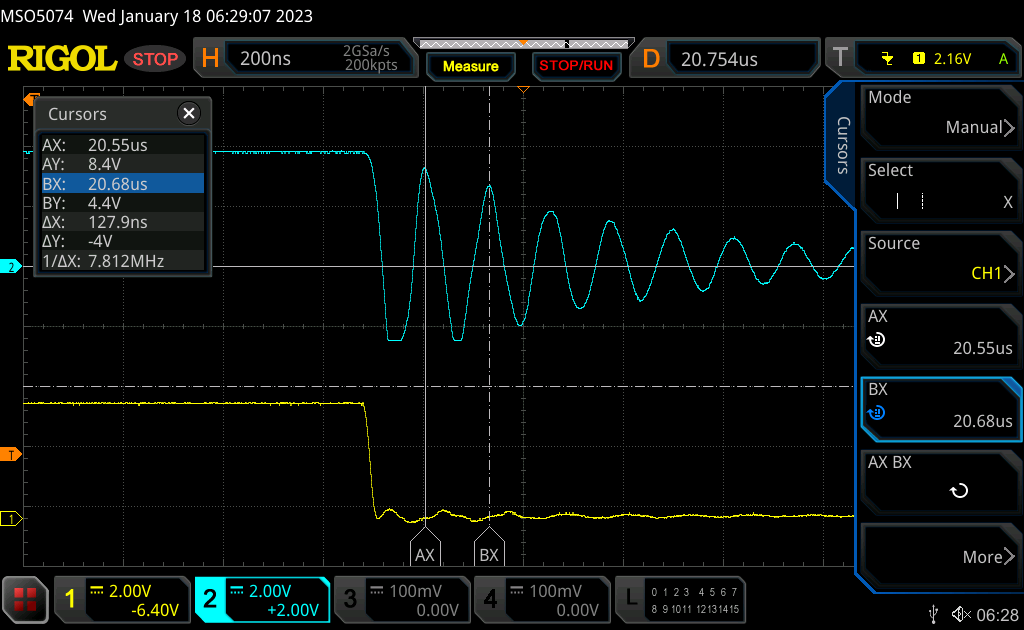 MSO5074 Wed January 18 06:29:07 2023
RIGOL STOP H 200ns 2GSa/s 200kpts Measure STOP/RUN D 20.754us T 1 2.16V A
T
Cursors
AX: 20.55us
AY: 8.4V
BX: 20.68us
BY: 4.4V
ΔX: 127.9ns
ΔY: -4V
1/ΔX: 7.812MHz
2
T
1
AX BX
Cursors
Mode
Manual
Select
X
Source
CH1
AX
20.55us
BX
20.68us
AX BX
More
1 2.00V -6.40V
2 2.00V +2.00V
3 100mV 0.00V
4 100mV 0.00V
L 0 1 2 3 4 5 6 7
8 9 10 11 12 13 14 15
06:28